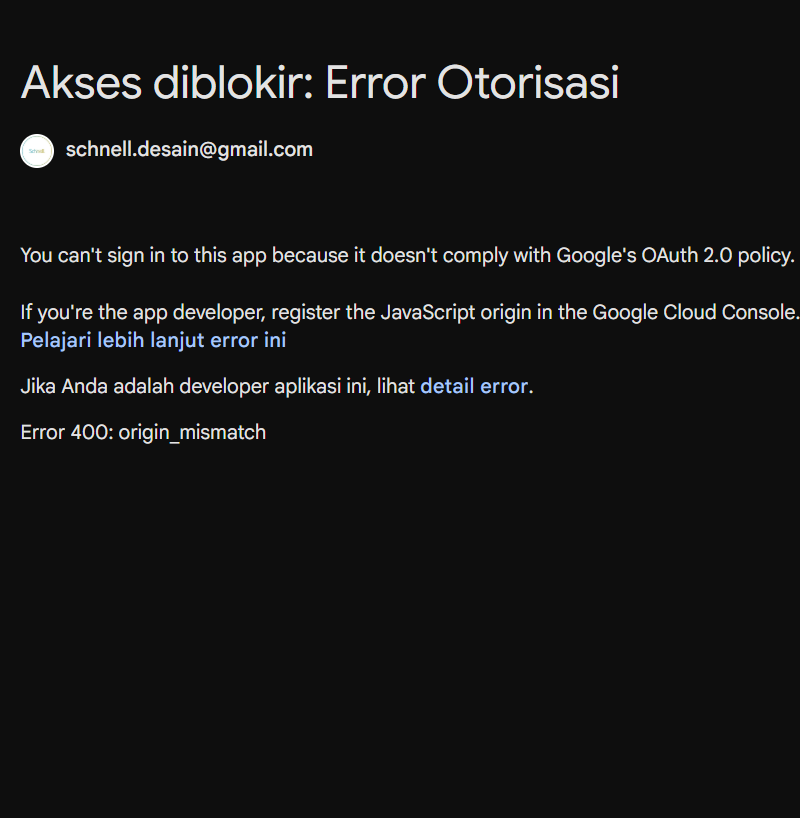 Akses diblokir: Error Otorisasi
Schnell
schnell.desain@gmail.com
You can't sign in to this app because it doesn't comply with Google's OAuth 2.0 policy.
If you're the app developer, register the JavaScript origin in the Google Cloud Console.
Pelajari lebih lanjut error ini
Jika Anda adalah developer aplikasi ini, lihat detail error.
Error 400: origin_mismatch